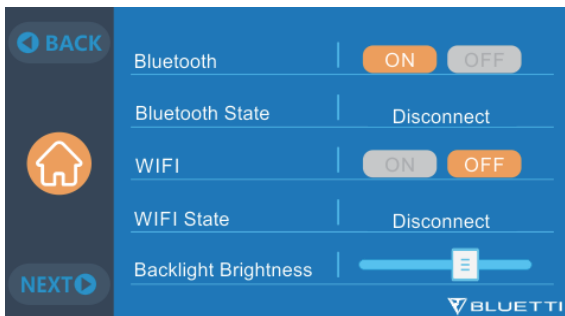 BACK
Bluetooth ON OFF
Bluetooth State Disconnect
WIFI ON OFF
WIFI State Disconnect
Backlight Brightness
NEXT
BLUETTI